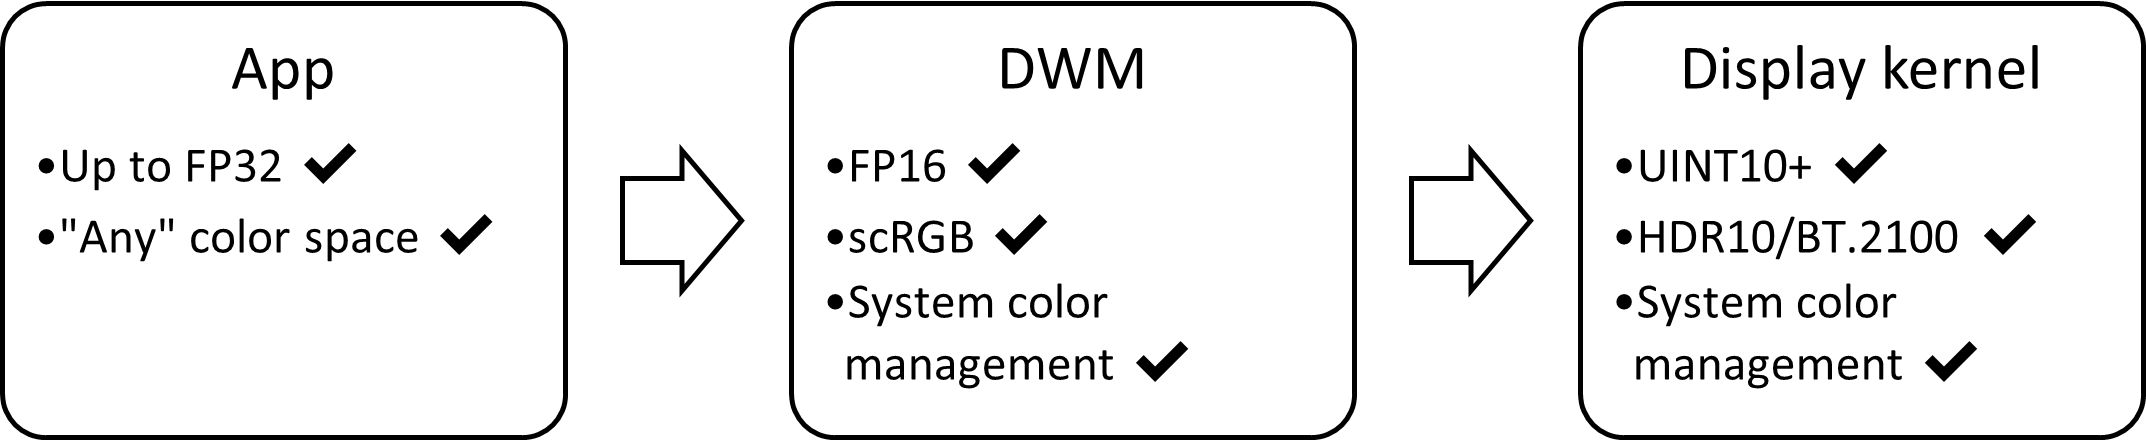 App
•Up to FP32 ✔
•"Any" color space ✔
DWM
•FP16 ✔
•scRGB ✔
•System color
management ✔
Display kernel
•UINT10+ ✔
•HDR10/BT.2100 ✔
•System color
management ✔